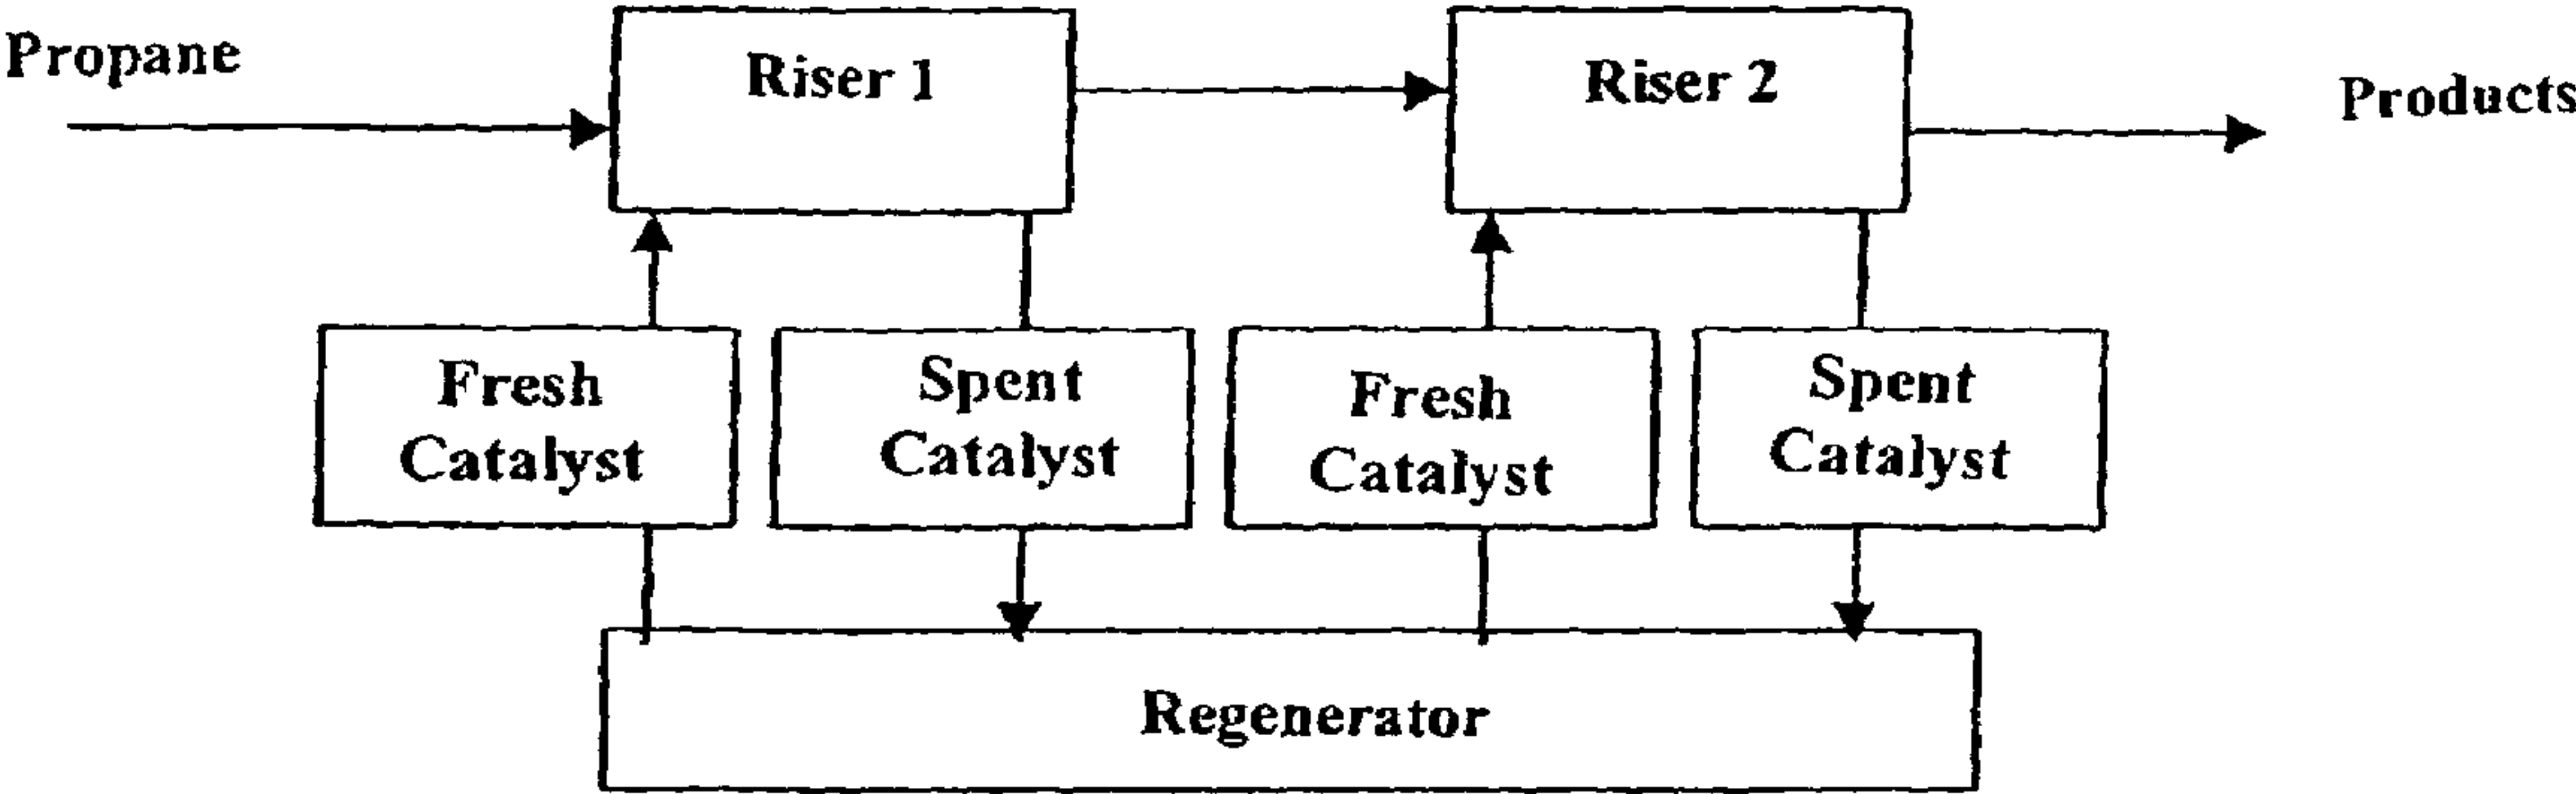 Propane
Riser 1
Riser 2
Products
Fresh
Catalyst
Spent
Catalyst
Fresh
Catalyst
Spent
Catalyst
Regenerator